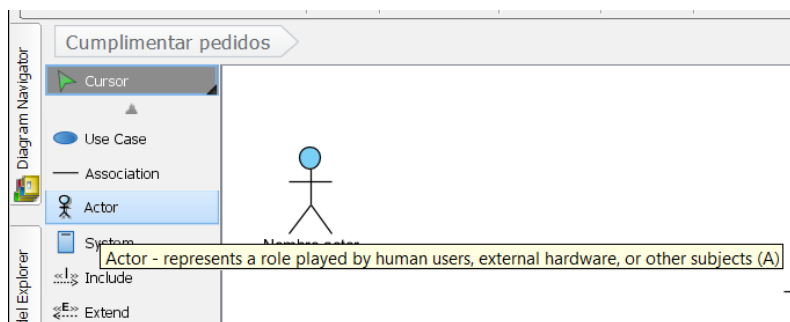 Cumplimentar pedidos
Diagram Navigator
Cursor
Use Case
Association
Actor
System
Nombre actor
Actor - represents a role played by human users, external hardware, or other subjects (A)
<<I>> Include
<<E>> Extend
del Explorer